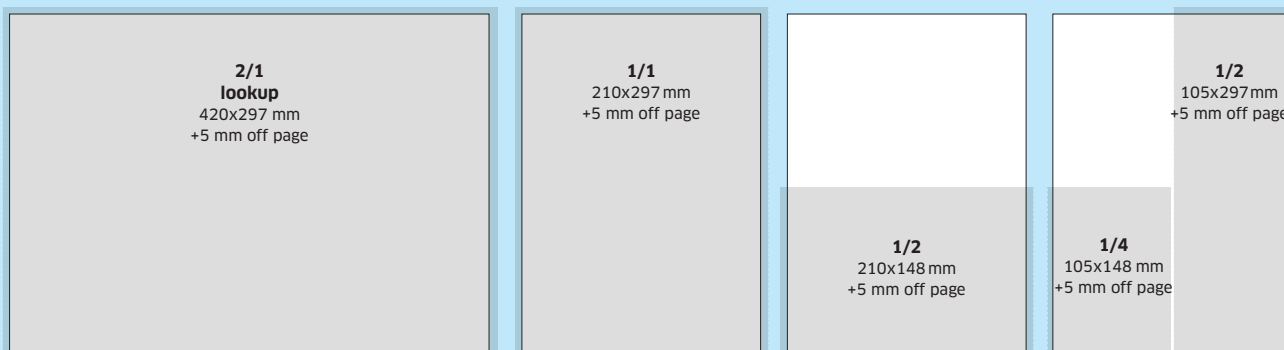 2/1
lookup
420x297 mm
+5 mm off page
1/1
210x297 mm
+5 mm off page
1/2
210x148 mm
+5 mm off page
1/4
105x148 mm
+5 mm off page
1/2
105x297 mm
+5 mm off page